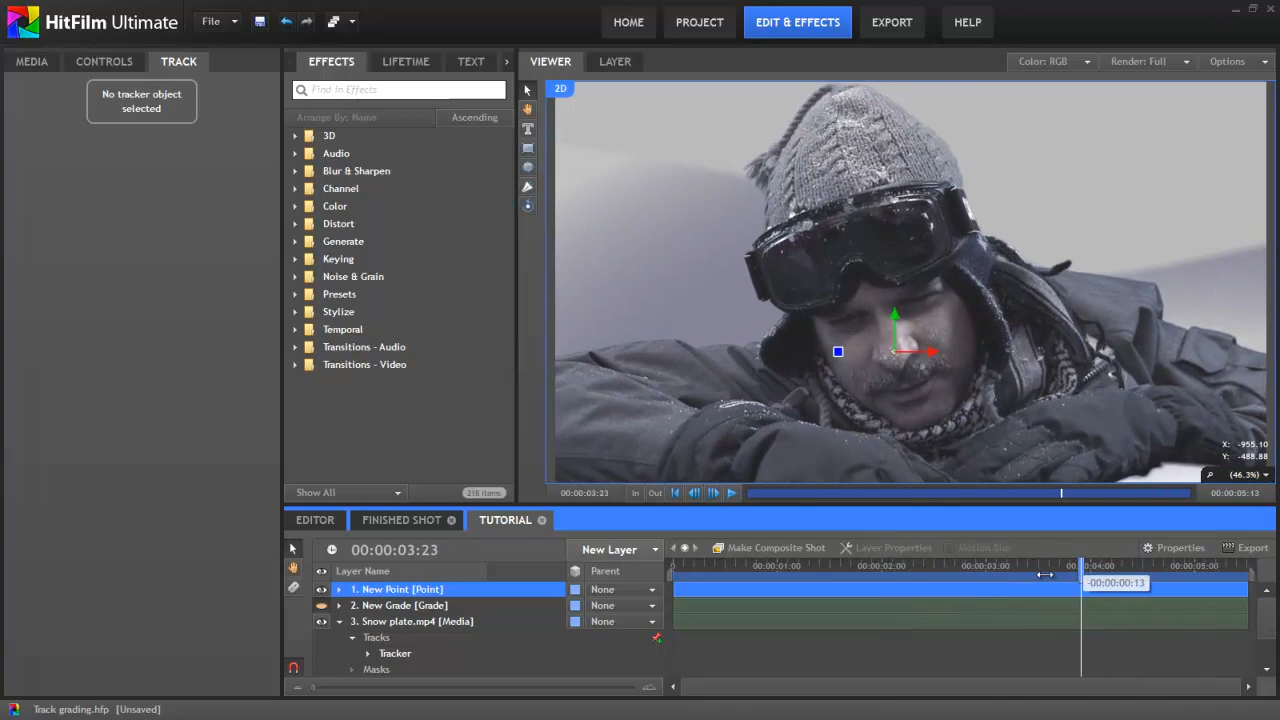 HitFilm Ultimate File HOME PROJECT EDIT & EFFECTS EXPORT HELP
MEDIA CONTROLS TRACK EFFECTS LIFETIME TEXT VIEWER LAYER Color: RGB Render: Full Options
No tracker object
selected
Find in Effects
Arrange By: Name Ascending
2D
3D
Audio
Blur & Sharpen
Channel
Color
Distort
Generate
Keying
Noise & Grain
Presets
Stylize
Temporal
Transitions - Audio
Transitions - Video
X: -955.10
Y: -488.88
(46.3%)
Show All 218 items 00:00:03:23 In Out 00:00:05:13
EDITOR FINISHED SHOT TUTORIAL
00:00:03:23 New Layer Make Composite Shot Layer Properties Motion Blur Properties Export
Layer Name Parent 0 00:00:01:00 00:00:02:00 00:00:03:00 00:00:04:00 00:00:05:00
-00:00:00:13
1. New Point [Point] None
2. New Grade [Grade] None
3. Snow plate.mp4 [Media] None
Tracks
Tracker
Masks
Track grading.hfp [Unsaved]